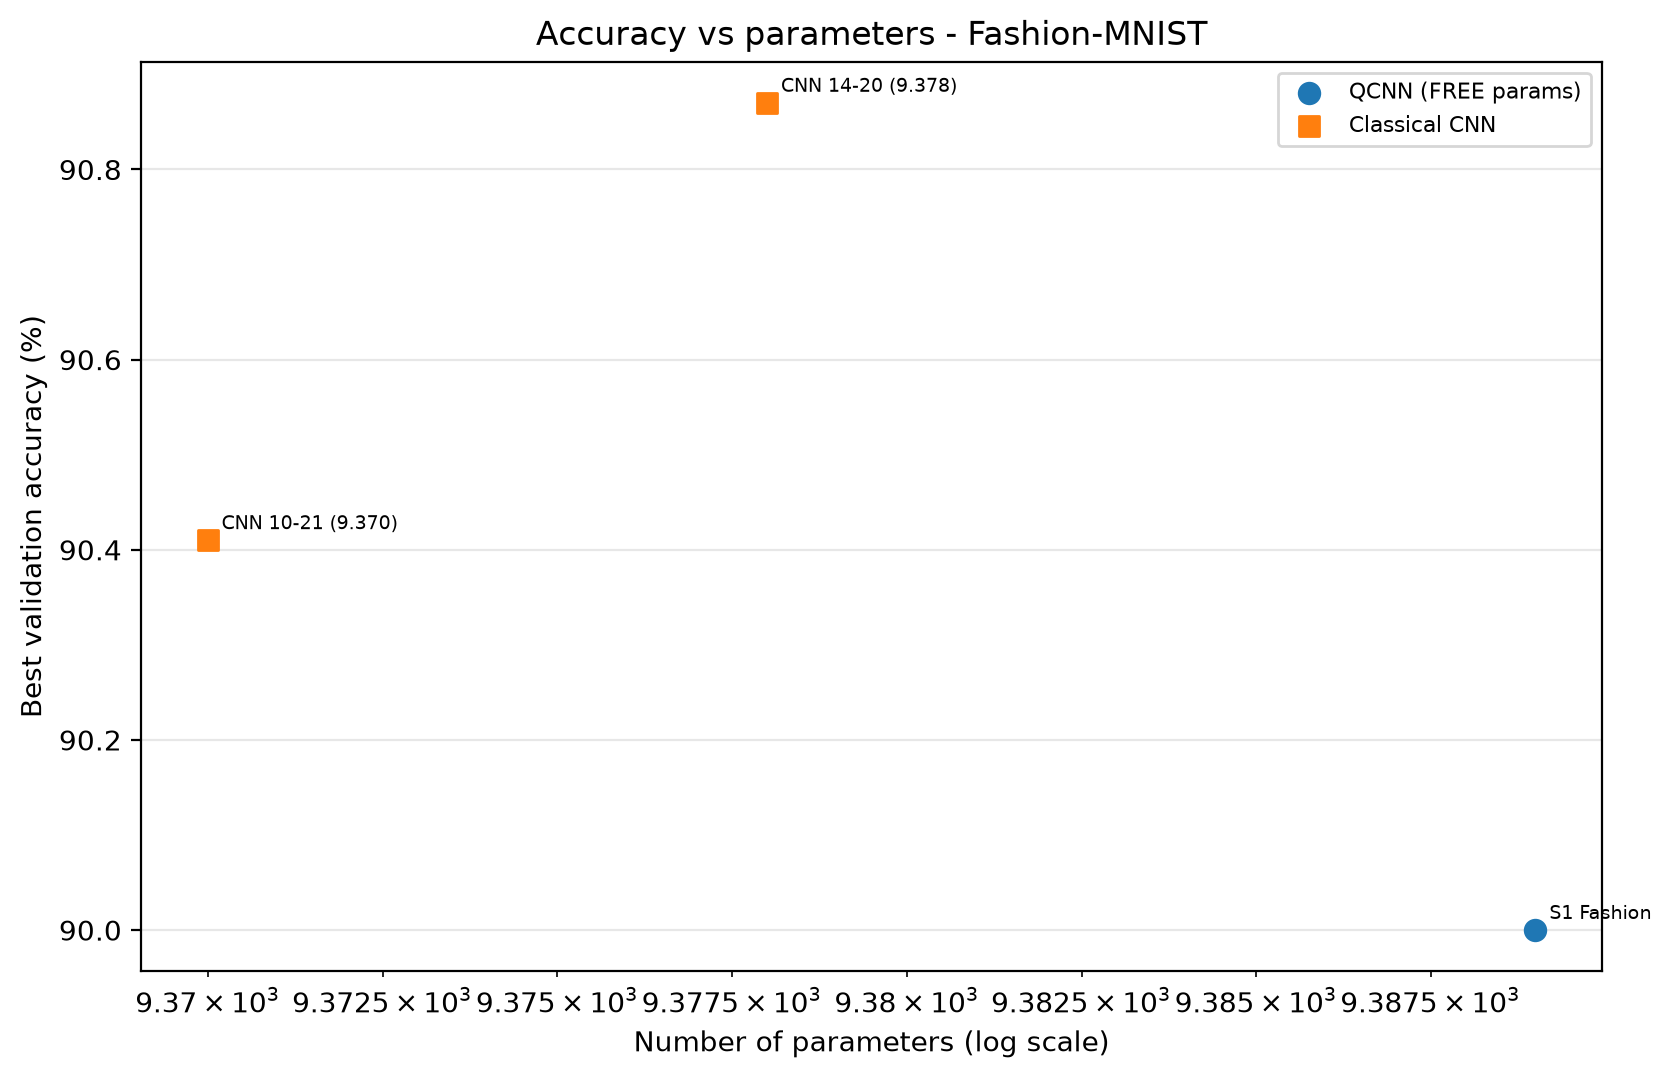 Accuracy vs parameters - Fashion-MNIST
CNN 14-20 (9.378)
QCNN (FREE params)
Classical CNN
90.8
90.6
CNN 10-21 (9.370)
90.4
90.2
S1 Fashion
90.0
Best validation accuracy (%)
9.37 × 10³ 9.3725 × 10³ 9.375 × 10³ 9.3775 × 10³ 9.38 × 10³ 9.3825 × 10³ 9.385 × 10³ 9.3875 × 10³
Number of parameters (log scale)